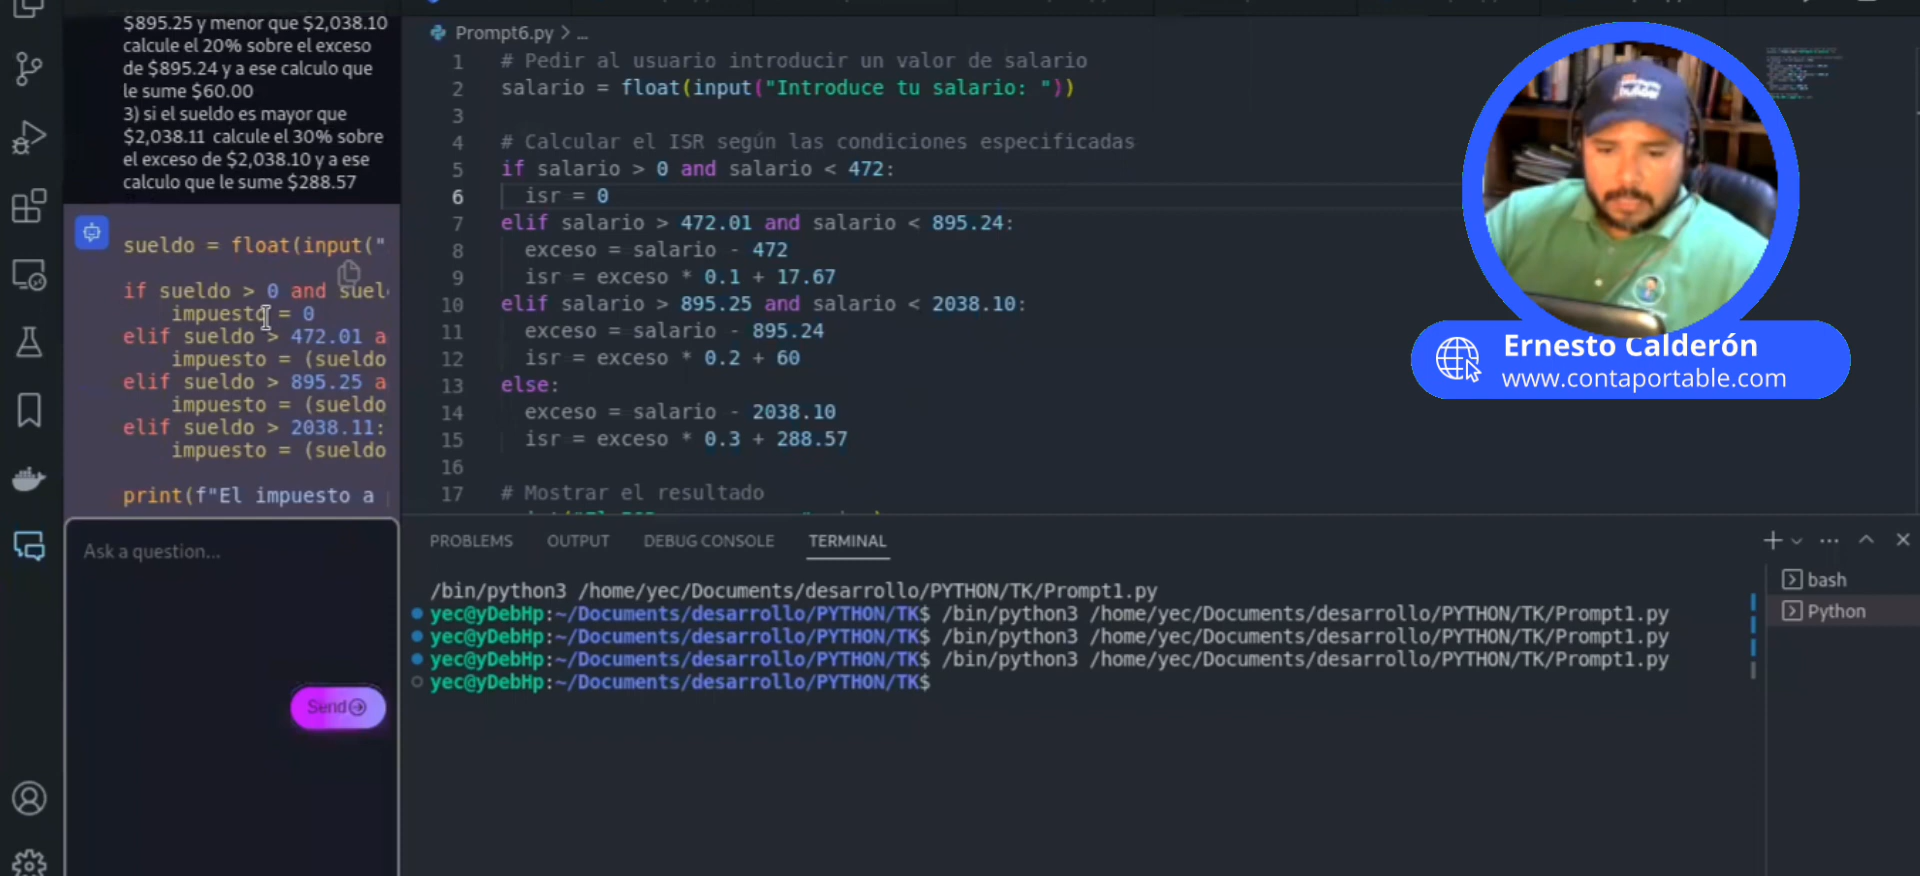 $895.25 y menor que $2,038.10
calcule el 20% sobre el exceso
de $895.24 y a ese calculo que
le sume $60.00
3) si el sueldo es mayor que
$2,038.11 calcule el 30% sobre
el exceso de $2,038.10 y a ese
calculo que le sume $288.57
sueldo = float(input("
if sueldo > 0 and suel
impuesto = 0
elif sueldo > 472.01 a
impuesto = (sueldo
elif sueldo > 895.25 a
impuesto = (sueldo
elif sueldo > 2038.11:
impuesto = (sueldo
print(f"El impuesto a
Ask a question...
Send
Prompt6.py > ...
1 # Pedir al usuario introducir un valor de salario
2 salario = float(input("Introduce tu salario: "))
3
4 # Calcular el ISR según las condiciones especificadas
5 if salario > 0 and salario < 472:
6 isr = 0
7 elif salario > 472.01 and salario < 895.24:
8 exceso = salario - 472
9 isr = exceso * 0.1 + 17.67
10 elif salario > 895.25 and salario < 2038.10:
11 exceso = salario - 895.24
12 isr = exceso * 0.2 + 60
13 else:
14 exceso = salario - 2038.10
15 isr = exceso * 0.3 + 288.57
16
17 # Mostrar el resultado
Ernesto Calderón
www.contaportable.com
PROBLEMS OUTPUT DEBUG CONSOLE TERMINAL
/bin/python3 /home/yec/Documents/desarrollo/PYTHON/TK/Prompt1.py
yec@yDebHp:~/Documents/desarrollo/PYTHON/TK$ /bin/python3 /home/yec/Documents/desarrollo/PYTHON/TK/Prompt1.py
yec@yDebHp:~/Documents/desarrollo/PYTHON/TK$ /bin/python3 /home/yec/Documents/desarrollo/PYTHON/TK/Prompt1.py
yec@yDebHp:~/Documents/desarrollo/PYTHON/TK$ /bin/python3 /home/yec/Documents/desarrollo/PYTHON/TK/Prompt1.py
yec@yDebHp:~/Documents/desarrollo/PYTHON/TK$
bash
Python